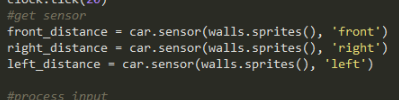 clock.tick(20)
#get sensor
front_distance = car.sensor(walls.sprites(), 'front')
right_distance = car.sensor(walls.sprites(), 'right')
left_distance = car.sensor(walls.sprites(), 'left')
#process input